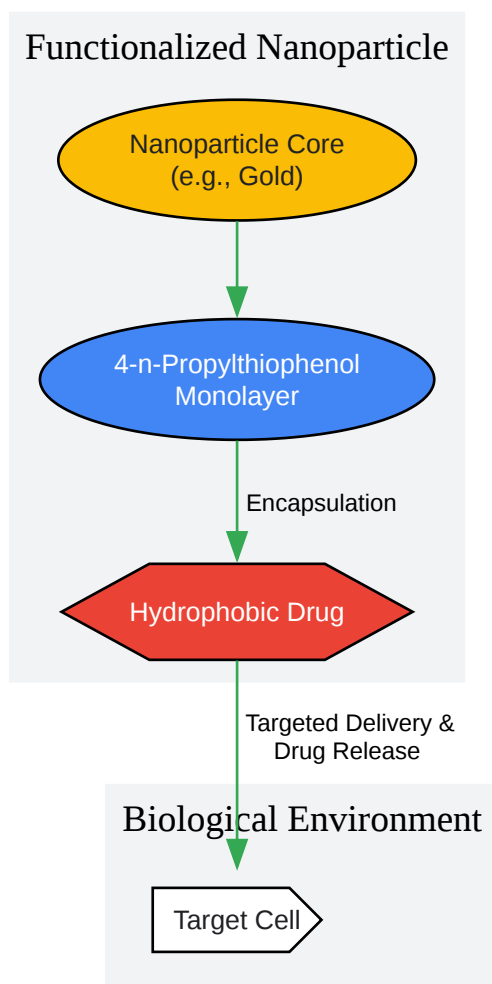 Functionalized Nanoparticle
Nanoparticle Core
(e.g., Gold)
4-n-Propylthiophenol
Monolayer
Encapsulation
Hydrophobic Drug
Targeted Delivery &
Drug Release
Biological Environment
Target Cell